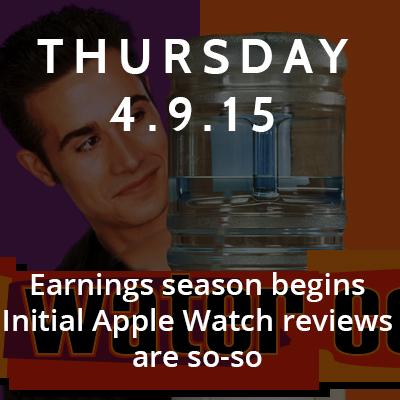 THURSDAY
4.9.15
Earnings season begins
Initial Apple Watch reviews
are so-so